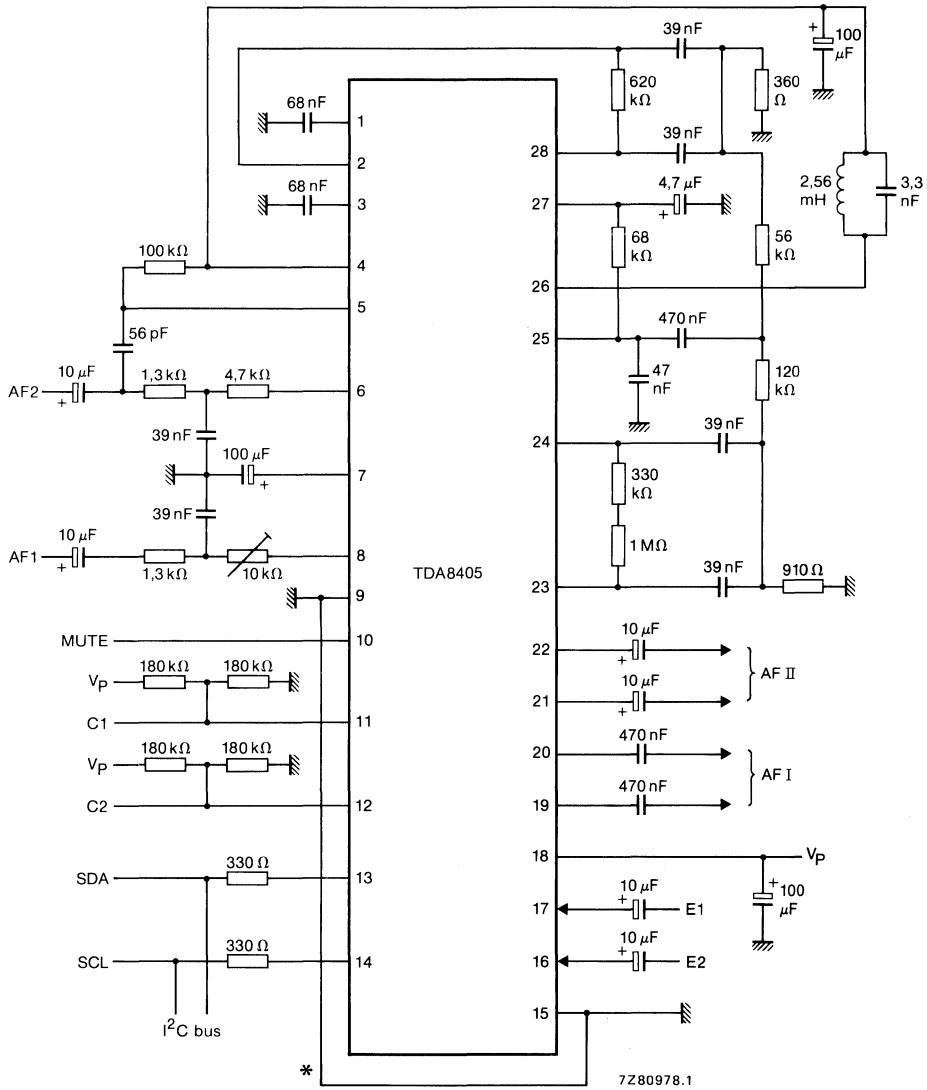 100
μF
+
39 nF
620
kΩ
360
Ω
68 nF
1
2
28
39 nF
68 nF
3
27
4,7 μF
+
2,56
mH
3,3
nF
100 kΩ
4
68
kΩ
56
kΩ
26
5
25
470 nF
56 pF
47
nF
120
kΩ
10 μF
AF2
+
1,3 kΩ
4,7 kΩ
6
39 nF
24
39 nF
100 μF
+
7
330
kΩ
39 nF
1 MΩ
10 μF
AF1
+
1,3 kΩ
10 kΩ
8
TDA8405
23
39 nF
910 Ω
9
MUTE
10
22
10 μF
+
AF II
VP
180 kΩ
180 kΩ
21
10 μF
+
C1
11
20
470 nF
AF I
VP
180 kΩ
180 kΩ
19
470 nF
C2
12
18
VP
SDA
330 Ω
13
+
100
μF
17
10 μF
+
E1
SCL
330 Ω
14
16
10 μF
+
E2
I²C bus
15
*
7Z80978.1